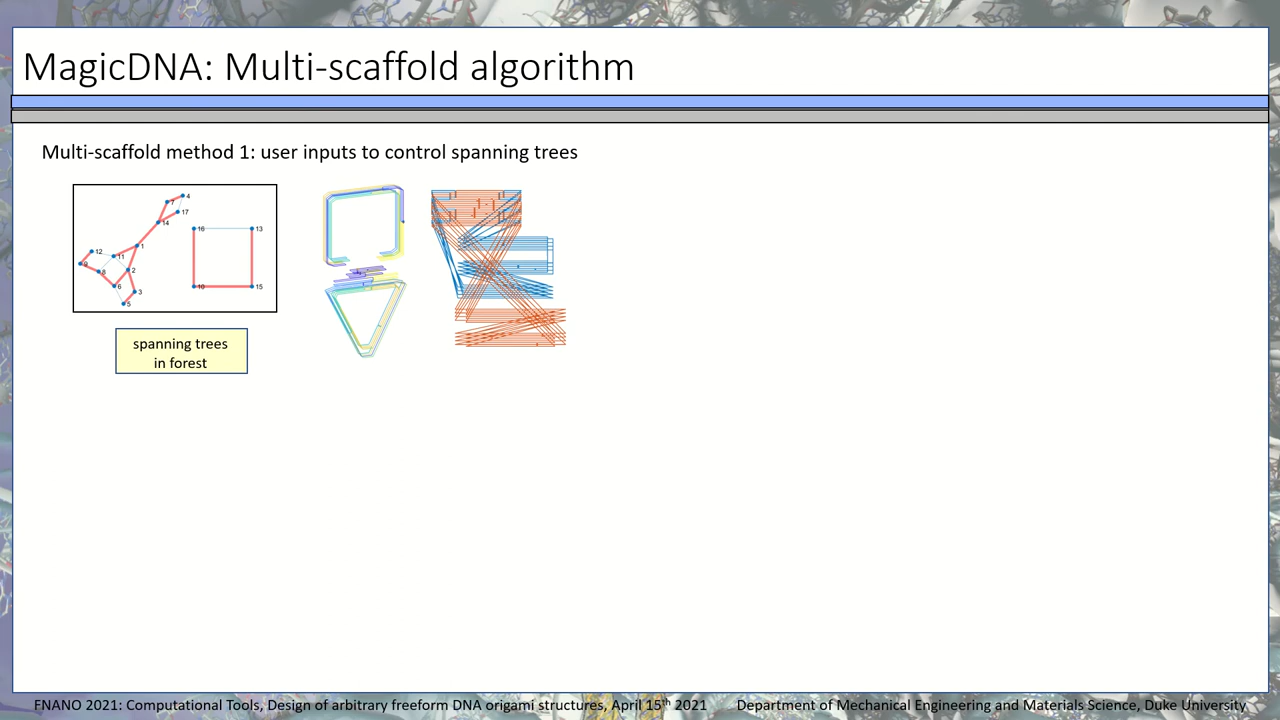 MagicDNA: Multi-scaffold algorithm
Multi-scaffold method 1: user inputs to control spanning trees
4
7
17
14
16
13
1
12
11
9
8
2
6
3
5
10
15
spanning trees
in forest
FNANO 2021: Computational Tools, Design of arbitrary freeform DNA origami structures, April 15th 2021
Department of Mechanical Engineering and Materials Science, Duke University